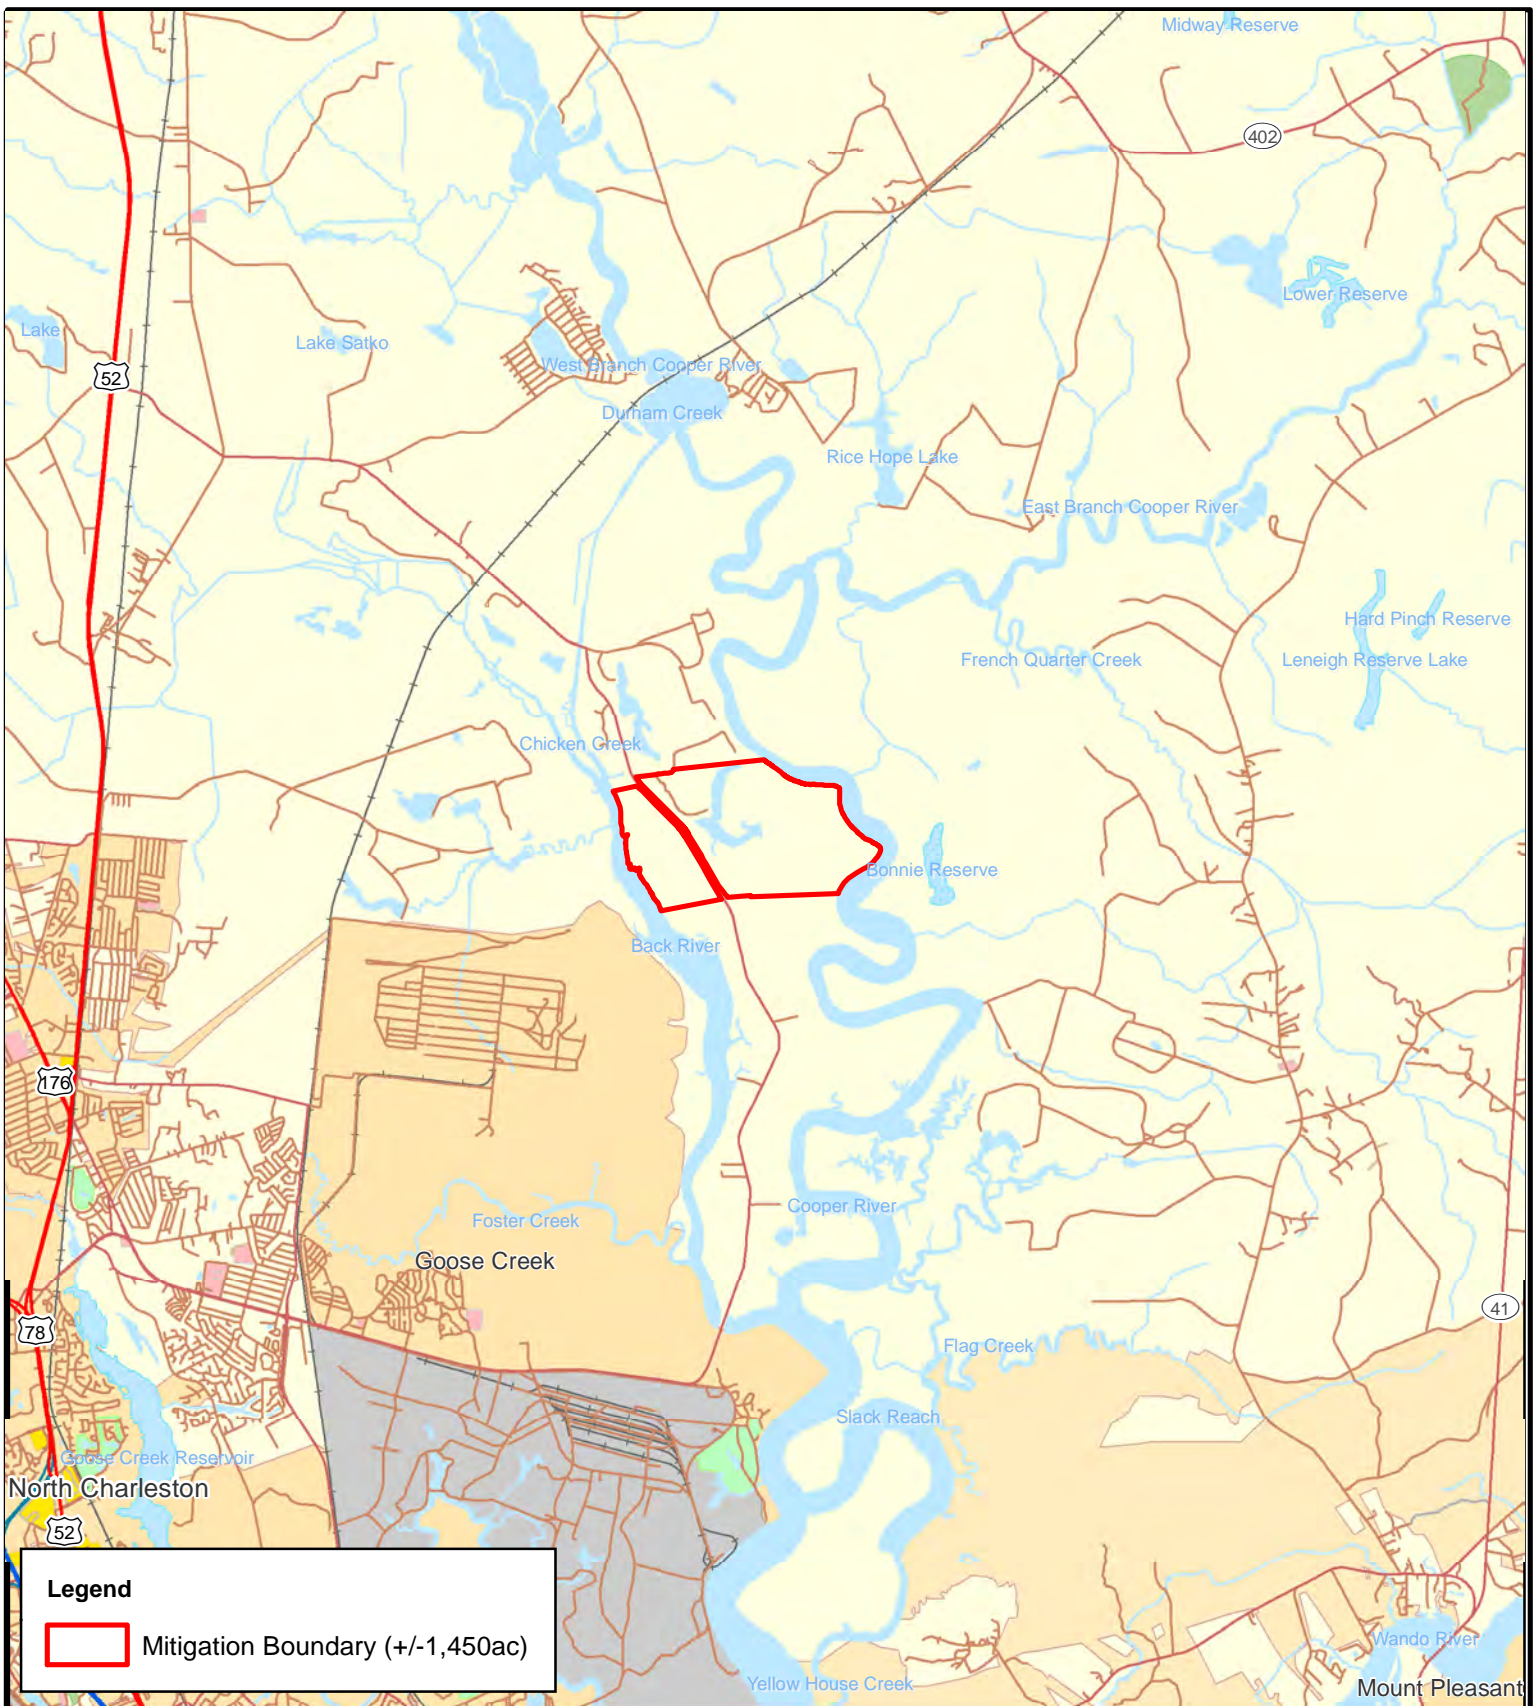 Midway Reserve
402
Lower Reserve
Lake
Lake Satko
52
West Branch Cooper River
Durham Creek
Rice Hope Lake
East Branch Cooper River
Hard Pinch Reserve
French Quarter Creek
Leneigh Reserve Lake
Chicken Creek
Bonnie Reserve
Back River
176
Cooper River
Foster Creek
Goose Creek
41
78
Flag Creek
Slack Reach
Goose Creek Reservoir
North Charleston
52
Legend
Mitigation Boundary (+/-1,450ac)
Wando River
Yellow House Creek
Mount Pleasant